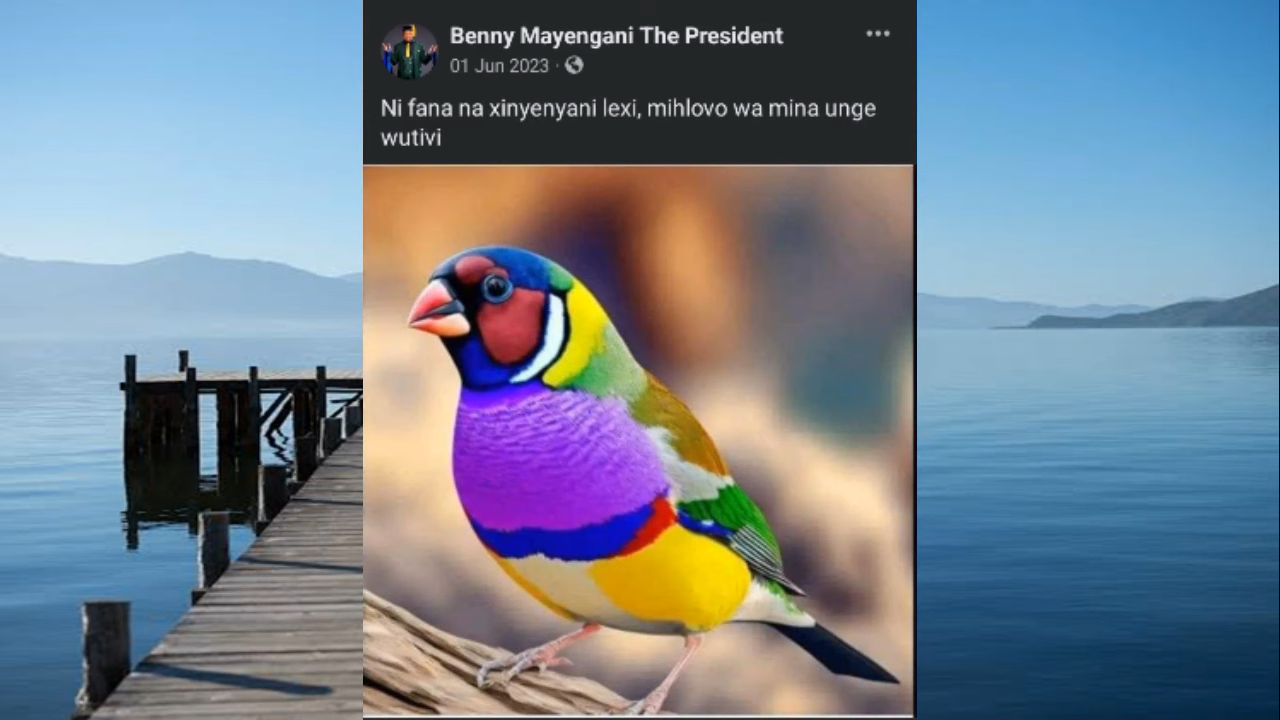 Benny Mayengani The President
01 Jun 2023 ·
Ni fana na xinyenyani lexi, mihlovo wa mina unge
wutivi